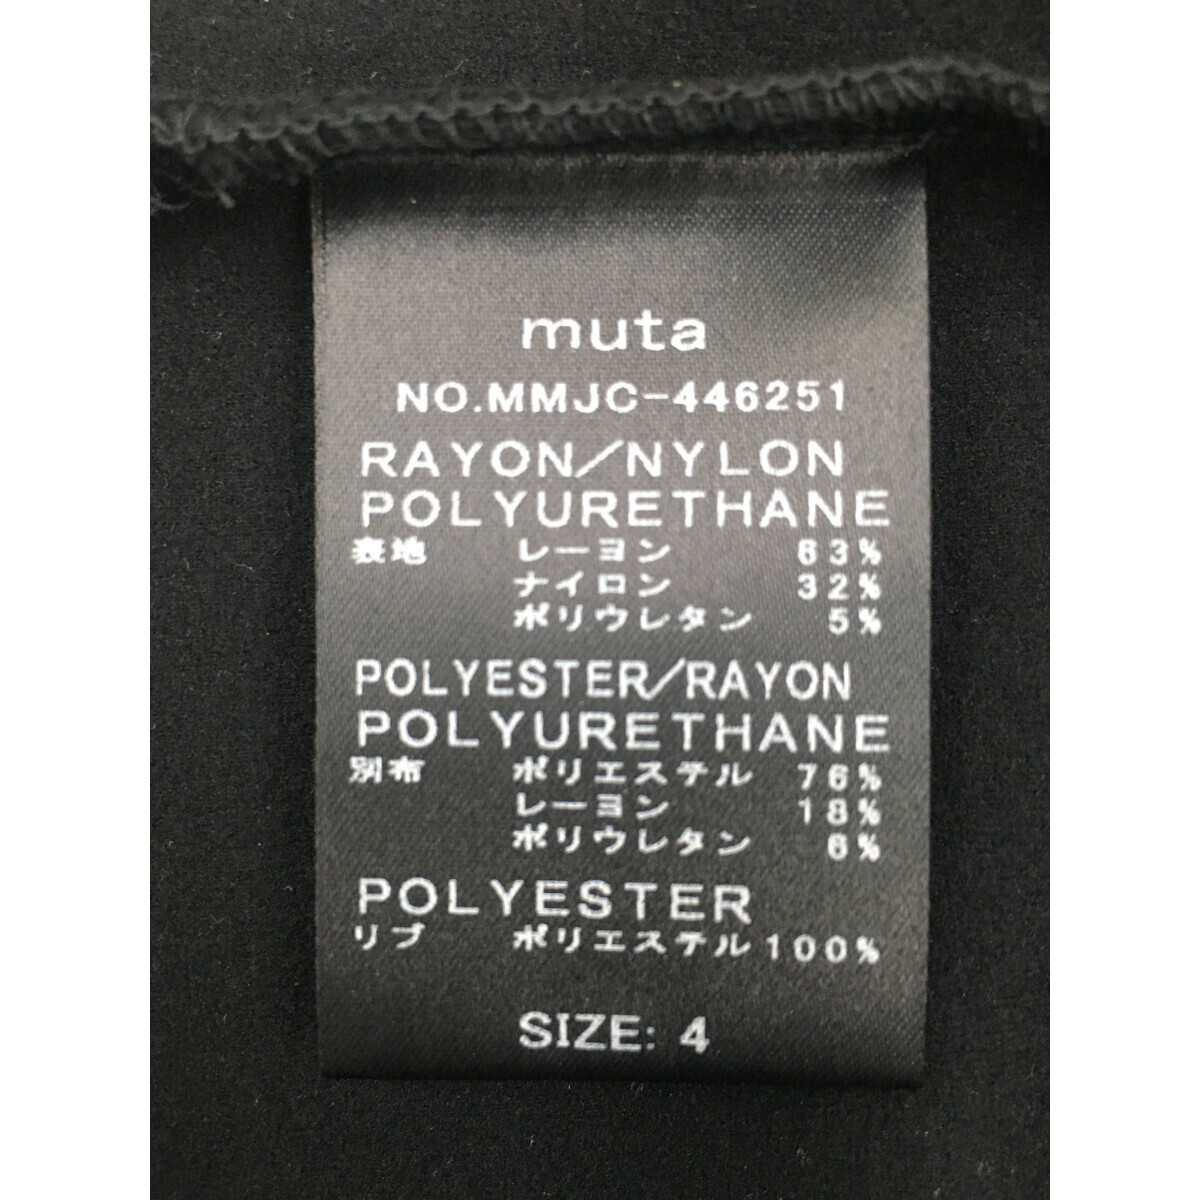 muta
NO.MMJC-446251
RAYON/NYLON
POLYURETHANE
表地 レーヨン 63%
ナイロン 32%
ポリウレタン 5%
POLYESTER/RAYON
POLYURETHANE
別布 ポリエステル 76%
レーヨン 18%
ポリウレタン 6%
POLYESTER
リブ ポリエステル 100%
SIZE: 4